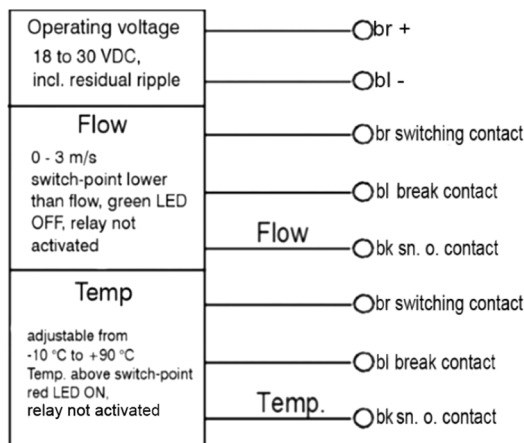 Operating voltage
18 to 30 VDC,
incl. residual ripple
br +
bl -
Flow
0 - 3 m/s
switch-point lower
than flow, green LED
OFF, relay not
activated
br switching contact
bl break contact
Flow
bk sn. o. contact
Temp
adjustable from
-10 °C to +90 °C
Temp. above switch-point
red LED ON,
relay not activated
br switching contact
bl break contact
Temp.
bk sn. o. contact